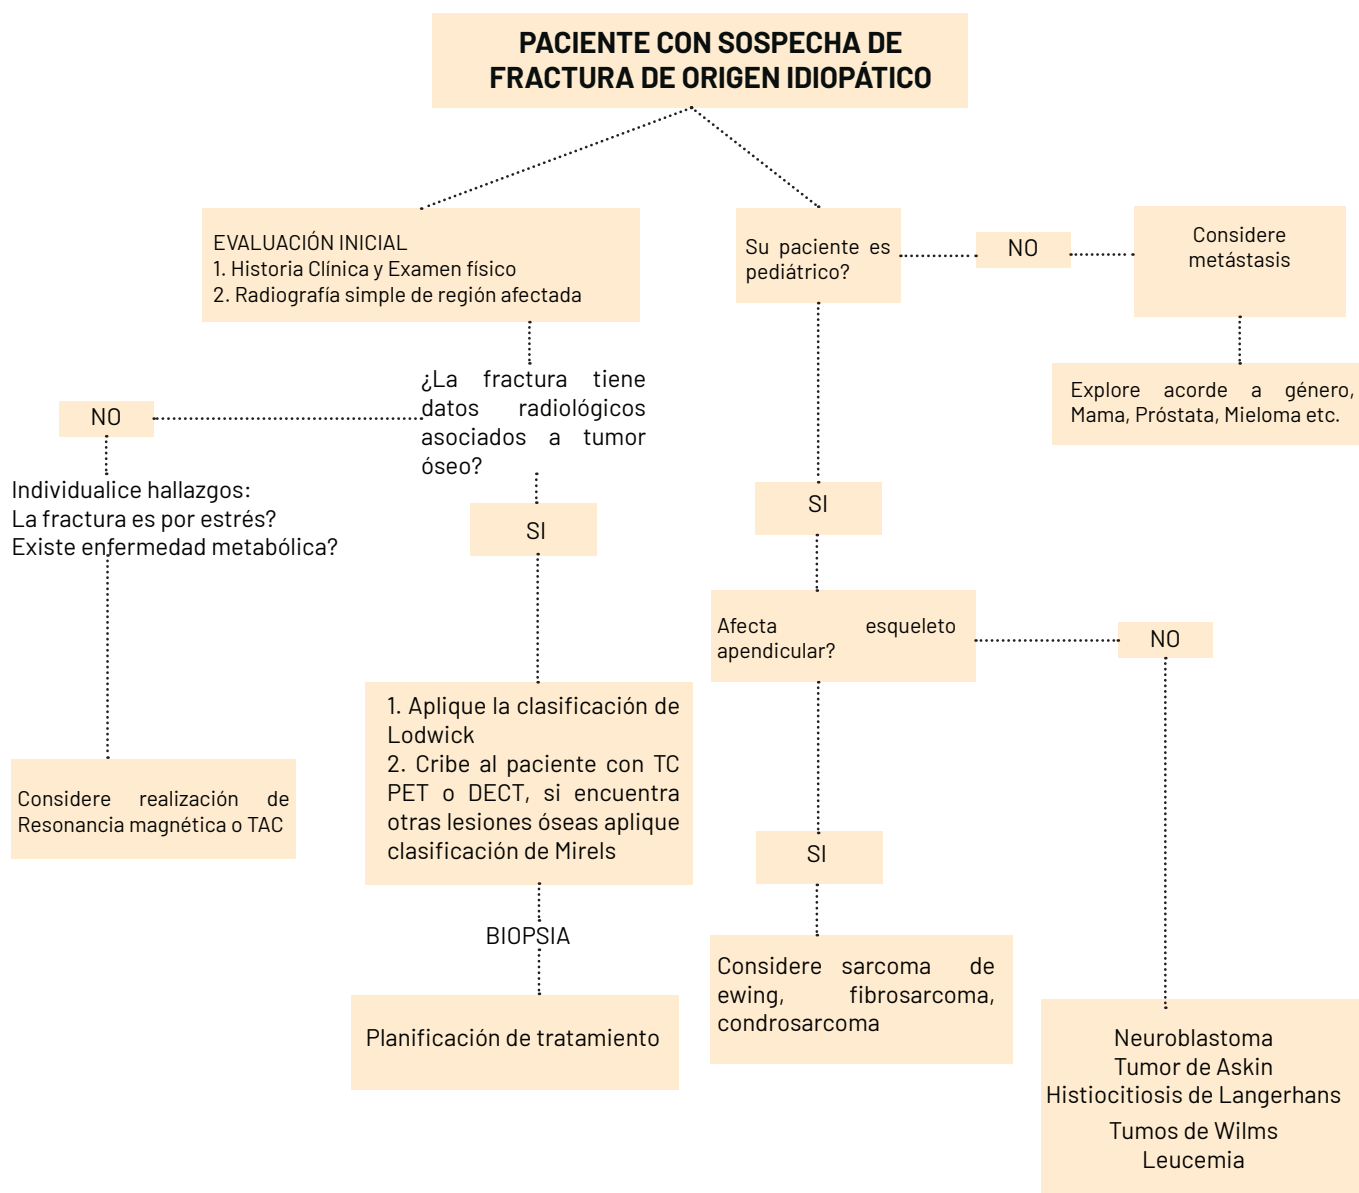 PACIENTE CON SOSPECHA DE
FRACTURA DE ORIGEN IDIOPÁTICO
EVALUACIÓN INICIAL
1. Historia Clínica y Examen físico
2. Radiografía simple de región afectada
Su paciente es
pediátrico?
NO
Considere
metástasis
Explore acorde a género,
Mama, Próstata, Mieloma etc.
¿La fractura tiene
datos radiológicos
asociados a tumor
óseo?
NO
Individualice hallazgos:
La fractura es por estrés?
Existe enfermedad metabólica?
Considere realización de
Resonancia magnética o TAC
SI
1. Aplique la clasificación de
Lodwick
2. Cribe al paciente con TC
PET o DECT, si encuentra
otras lesiones óseas aplique
clasificación de Mirels
BIOPSIA
Planificación de tratamiento
SI
Afecta esqueleto
apendicular?
NO
SI
Considere sarcoma de
ewing, fibrosarcoma,
condrosarcoma
Neuroblastoma
Tumor de Askin
Histiocitiosis de Langerhans
Tumos de Wilms
Leucemia